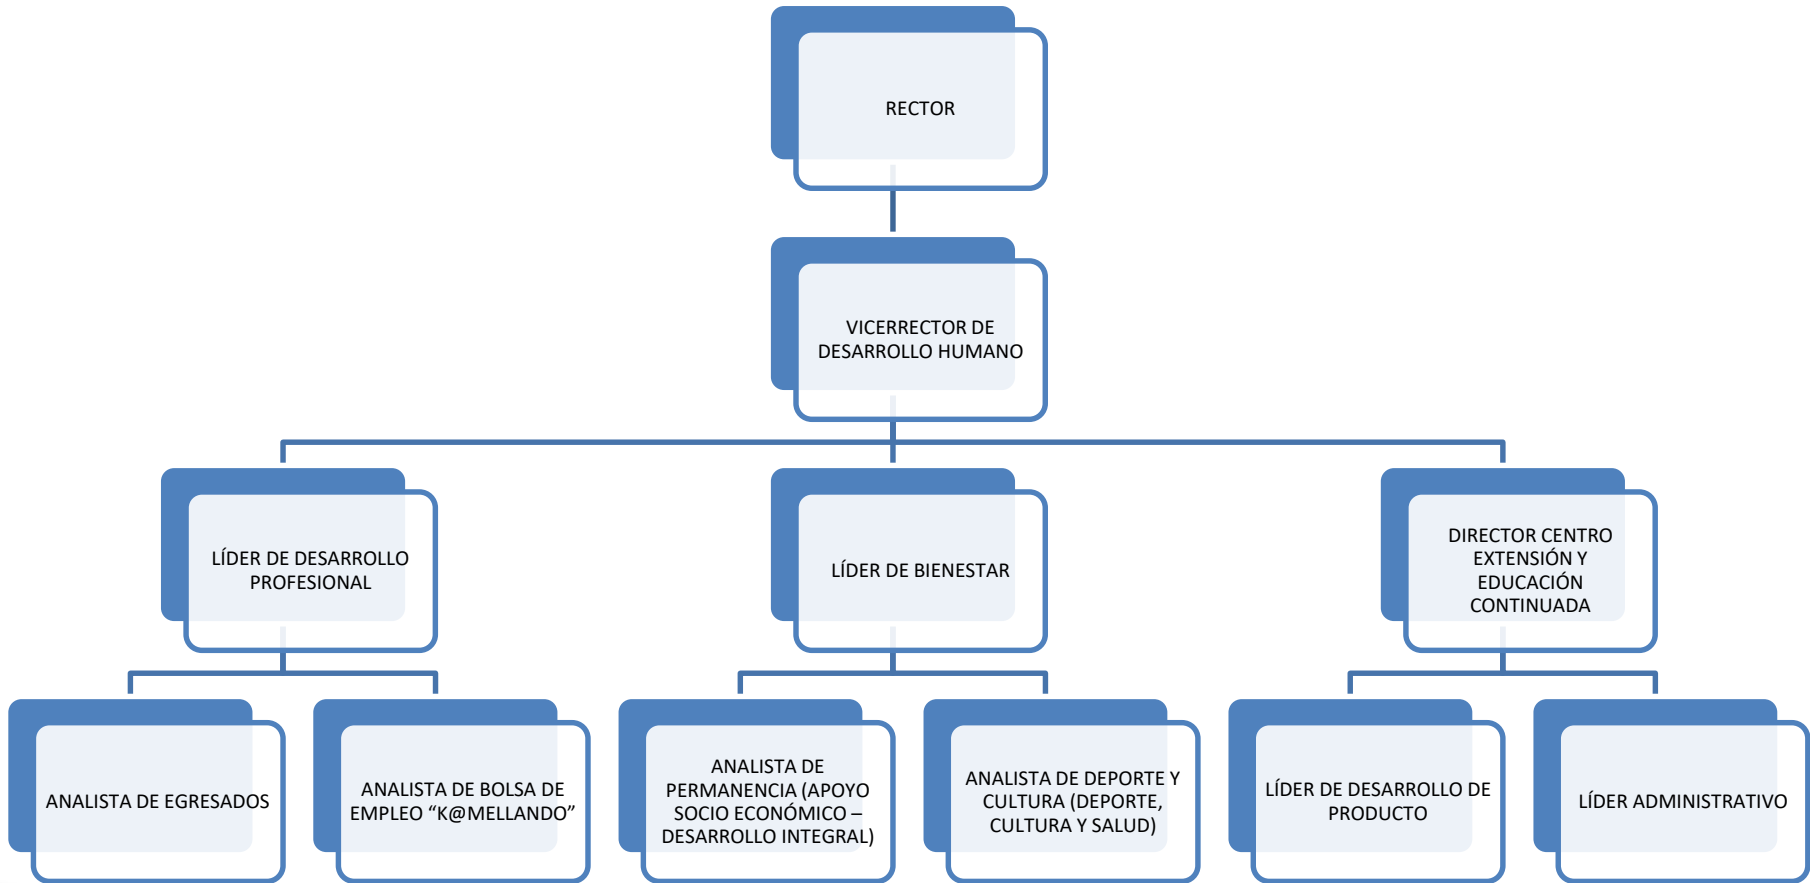 RECTOR
VICERRECTOR DE
DESARROLLO HUMANO
LÍDER DE DESARROLLO
PROFESIONAL
LÍDER DE BIENESTAR
DIRECTOR CENTRO
EXTENSIÓN Y
EDUCACIÓN
CONTINUADA
ANALISTA DE EGRESADOS
ANALISTA DE BOLSA DE
EMPLEO “K@MELLANDO”
ANALISTA DE
PERMANENCIA (APOYO
SOCIO ECONÓMICO –
DESARROLLO INTEGRAL)
ANALISTA DE DEPORTE Y
CULTURA (DEPORTE,
CULTURA Y SALUD)
LÍDER DE DESARROLLO DE
PRODUCTO
LÍDER ADMINISTRATIVO